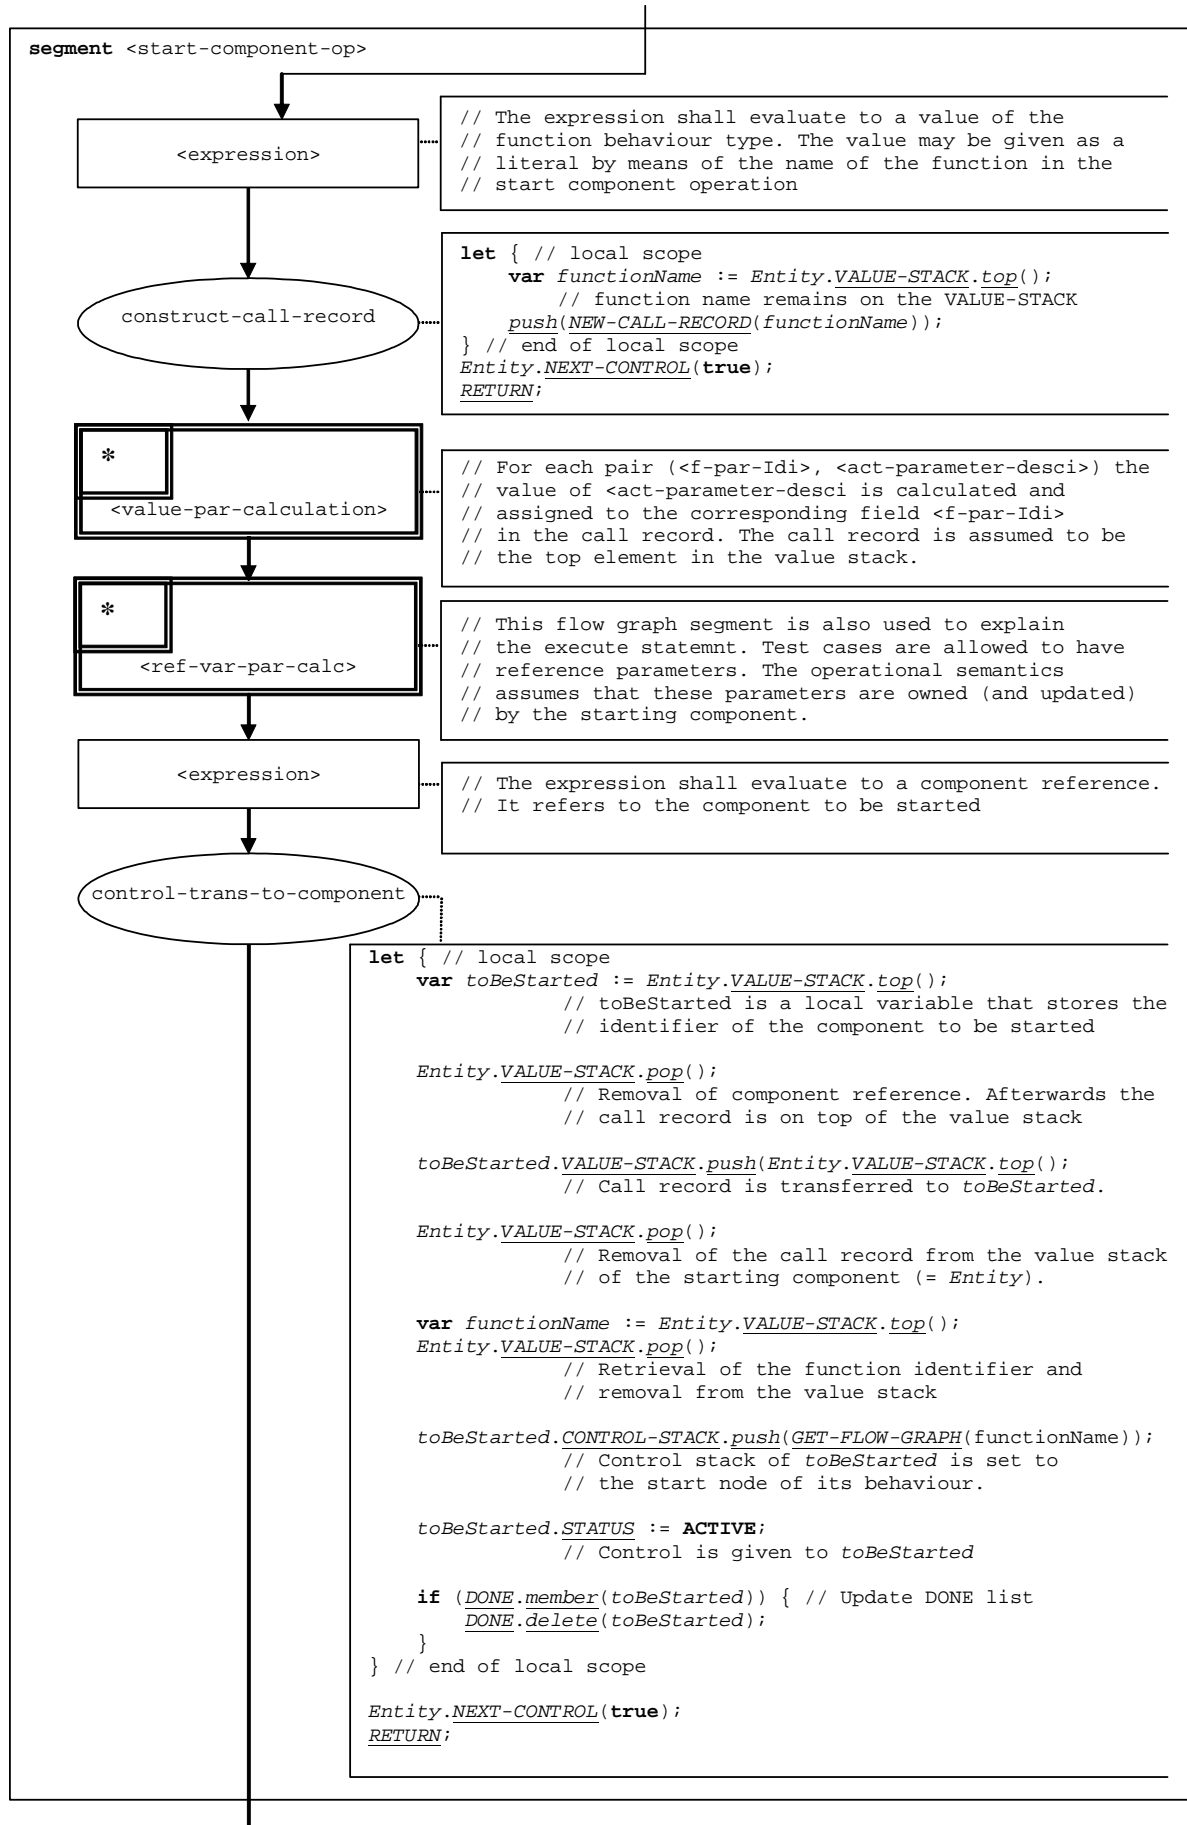 segment <start-component-op>
<expression>
// The expression shall evaluate to a value of the
// function behaviour type. The value may be given as a
// literal by means of the name of the function in the
// start component operation
construct-call-record
let { // local scope
var functionName := Entity.VALUE-STACK.top();
// function name remains on the VALUE-STACK
push(NEW-CALL-RECORD(functionName));
} // end of local scope
Entity.NEXT-CONTROL(true);
RETURN;
*
<value-par-calculation>
// For each pair (<f-par-Idi>, <act-parameter-desci>) the
// value of <act-parameter-desci is calculated and
// assigned to the corresponding field <f-par-Idi>
// in the call record. The call record is assumed to be
// the top element in the value stack.
*
<ref-var-par-calc>
// This flow graph segment is also used to explain
// the execute statemnt. Test cases are allowed to have
// reference parameters. The operational semantics
// assumes that these parameters are owned (and updated)
// by the starting component.
<expression>
// The expression shall evaluate to a component reference.
// It refers to the component to be started
control-trans-to-component
let { // local scope
var toBeStarted := Entity.VALUE-STACK.top();
// toBeStarted is a local variable that stores the
// identifier of the component to be started
Entity.VALUE-STACK.pop();
// Removal of component reference. Afterwards the
// call record is on top of the value stack
toBeStarted.VALUE-STACK.push(Entity.VALUE-STACK.top();
// Call record is transferred to toBeStarted.
Entity.VALUE-STACK.pop();
// Removal of the call record from the value stack
// of the starting component (= Entity).
var functionName := Entity.VALUE-STACK.top();
Entity.VALUE-STACK.pop();
// Retrieval of the function identifier and
// removal from the value stack
toBeStarted.CONTROL-STACK.push(GET-FLOW-GRAPH(functionName));
// Control stack of toBeStarted is set to
// the start node of its behaviour.
toBeStarted.STATUS := ACTIVE;
// Control is given to toBeStarted
if (DONE.member(toBeStarted)) { // Update DONE list
DONE.delete(toBeStarted);
}
} // end of local scope
Entity.NEXT-CONTROL(true);
RETURN;